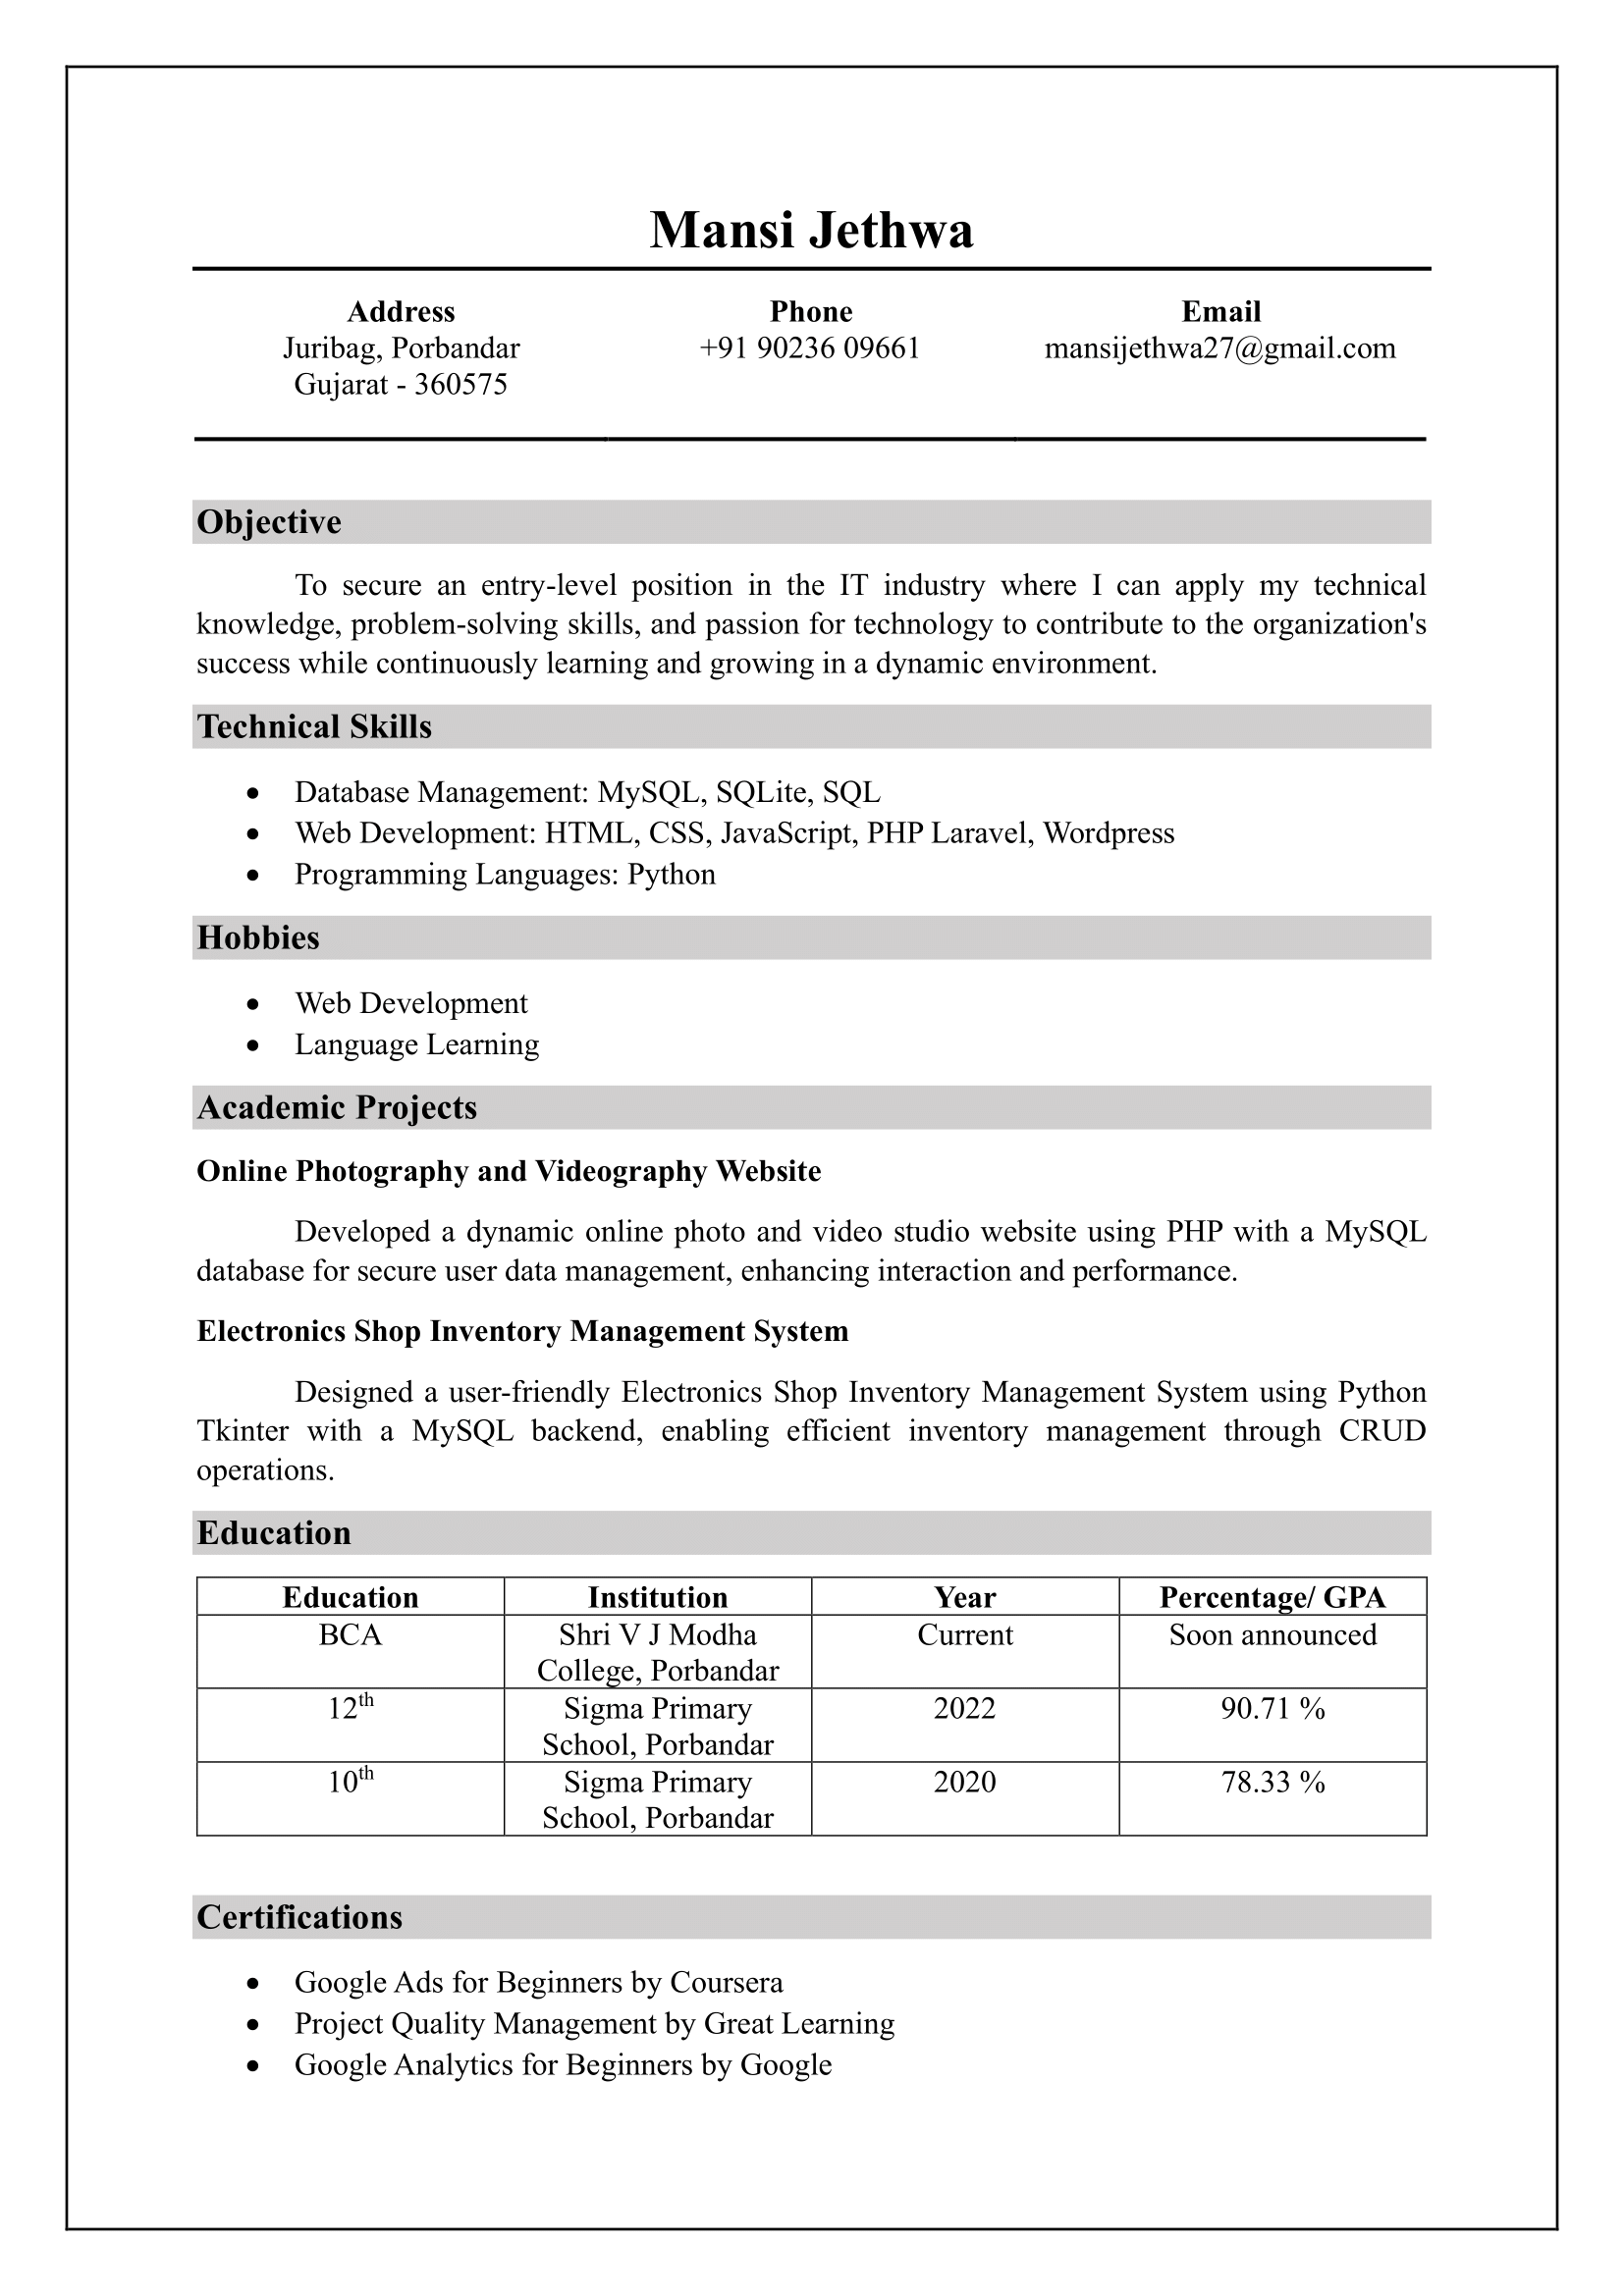 Mansi Jethwa
Address
Juribag, Porbandar
Gujarat - 360575
Phone
+91 90236 09661
Email
mansijethwa27@gmail.com
Objective
To secure an entry-level position in the IT industry where I can apply my technical
knowledge, problem-solving skills, and passion for technology to contribute to the organization's
success while continuously learning and growing in a dynamic environment.
Technical Skills
• Database Management: MySQL, SQLite, SQL
• Web Development: HTML, CSS, JavaScript, PHP Laravel, Wordpress
• Programming Languages: Python
Hobbies
• Web Development
• Language Learning
Academic Projects
Online Photography and Videography Website
Developed a dynamic online photo and video studio website using PHP with a MySQL
database for secure user data management, enhancing interaction and performance.
Electronics Shop Inventory Management System
Designed a user-friendly Electronics Shop Inventory Management System using Python
Tkinter with a MySQL backend, enabling efficient inventory management through CRUD
operations.
Education
Education Institution Year Percentage/ GPA
BCA Shri V J Modha Current Soon announced
College, Porbandar
12th Sigma Primary 2022 90.71 %
School, Porbandar
10th Sigma Primary 2020 78.33 %
School, Porbandar
Certifications
• Google Ads for Beginners by Coursera
• Project Quality Management by Great Learning
• Google Analytics for Beginners by Google